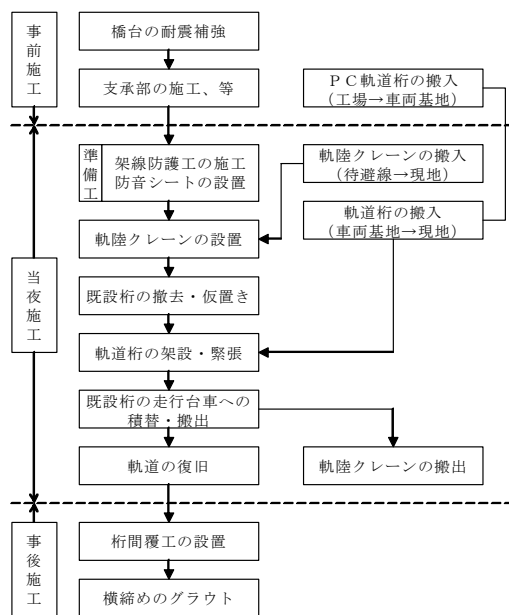 事前施工
橋台の耐震補強
支承部の施工、等
ＰＣ軌道桁の搬入
（工場→車両基地）
当夜施工
準備工
架線防護工の施工
防音シートの設置
軌陸クレーンの搬入
（待避線→現地）
軌道桁の搬入
（車両基地→現地）
軌陸クレーンの設置
既設桁の撤去・仮置き
軌道桁の架設・緊張
既設桁の走行台車への
積替・搬出
軌道の復旧
軌陸クレーンの搬出
事後施工
桁間覆工の設置
横締めのグラウト